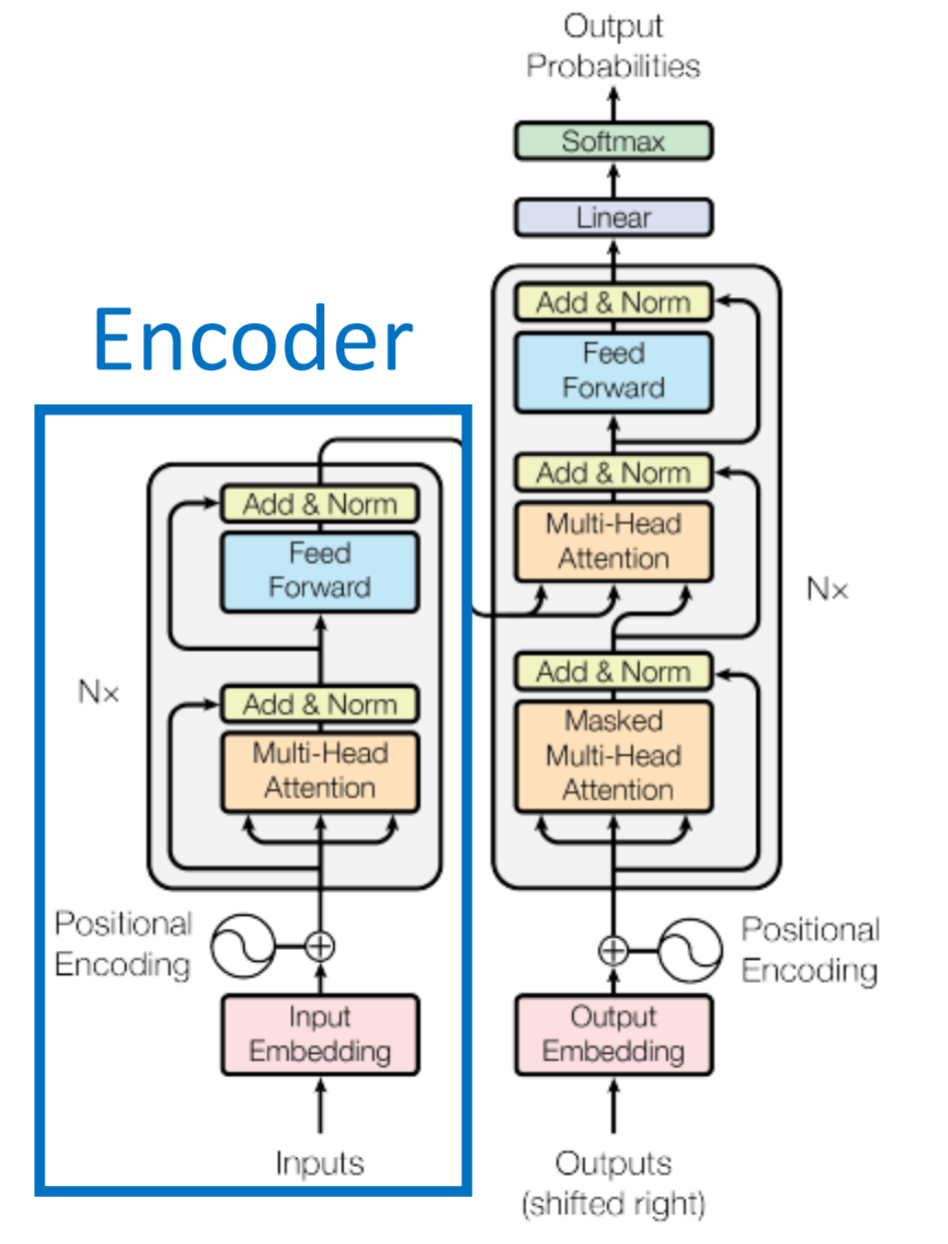 Output
Probabilities
Softmax
Linear
Add & Norm
Feed
Forward
Add & Norm
Multi-Head
Attention
Nx
Add & Norm
Masked
Multi-Head
Attention
Positional
Encoding
Output
Embedding
Outputs
(shifted right)
Encoder
Add & Norm
Feed
Forward
Nx
Add & Norm
Multi-Head
Attention
Positional
Encoding
Input
Embedding
Inputs